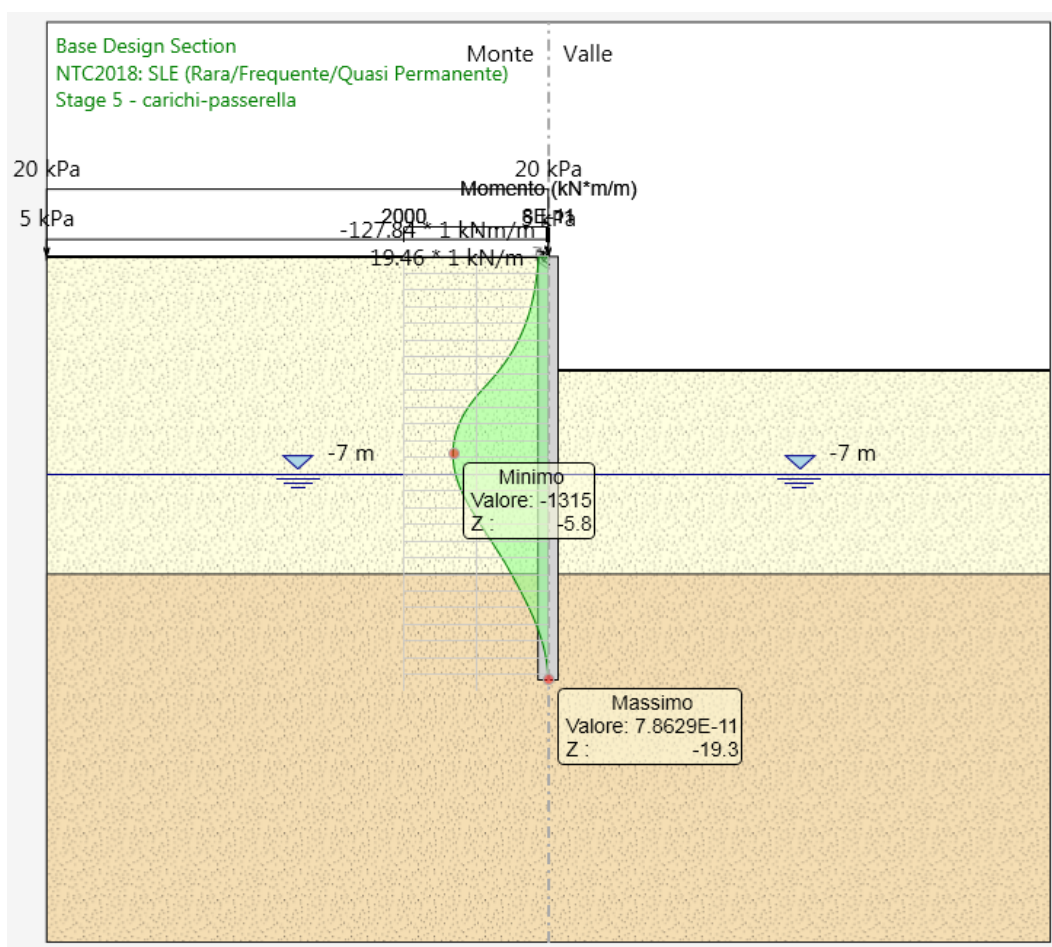 Base Design Section
NTC2018: SLE (Rara/Frequente/Quasi Permanente)
Stage 5 - carichi-passerella
Monte
Valle
20 kPa
20 kPa
Momento (kN*m/m)
5 kPa
2000
-127.84 * 1 kNm/m
19.46 * 1 kN/m
-7 m
-7 m
Minimo
Valore: -1315
Z : -5.8
Massimo
Valore: 7.8629E-11
Z : -19.3